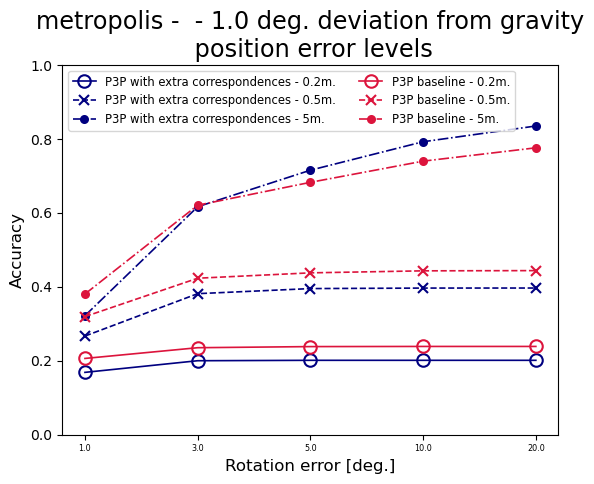 metropolis -  - 1.0 deg. deviation from gravity
position error levels
P3P with extra correspondences - 0.2m.
P3P with extra correspondences - 0.5m.
P3P with extra correspondences - 5m.
P3P baseline - 0.2m.
P3P baseline - 0.5m.
P3P baseline - 5m.
1.0
0.8
0.6
0.4
0.2
0.0
Accuracy
1.0 3.0 5.0 10.0 20.0
Rotation error [deg.]